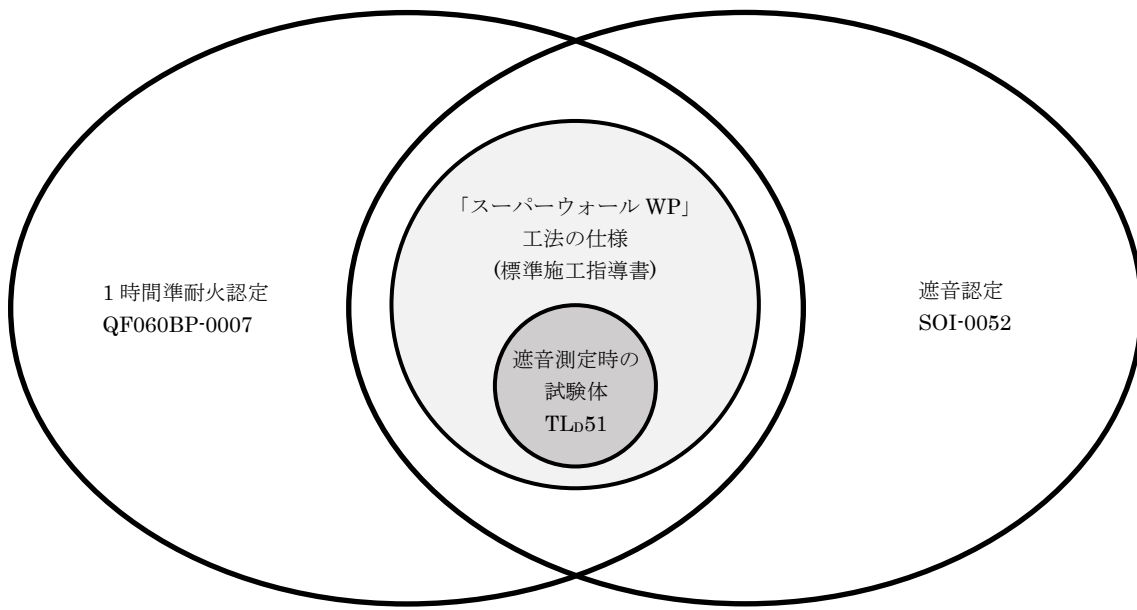 「スーパーウォール WP」
工法の仕様
(標準施工指導書)
1 時間準耐火認定
QF060BP-0007
遮音認定
SOI-0052
遮音測定時の
試験体
TLD51